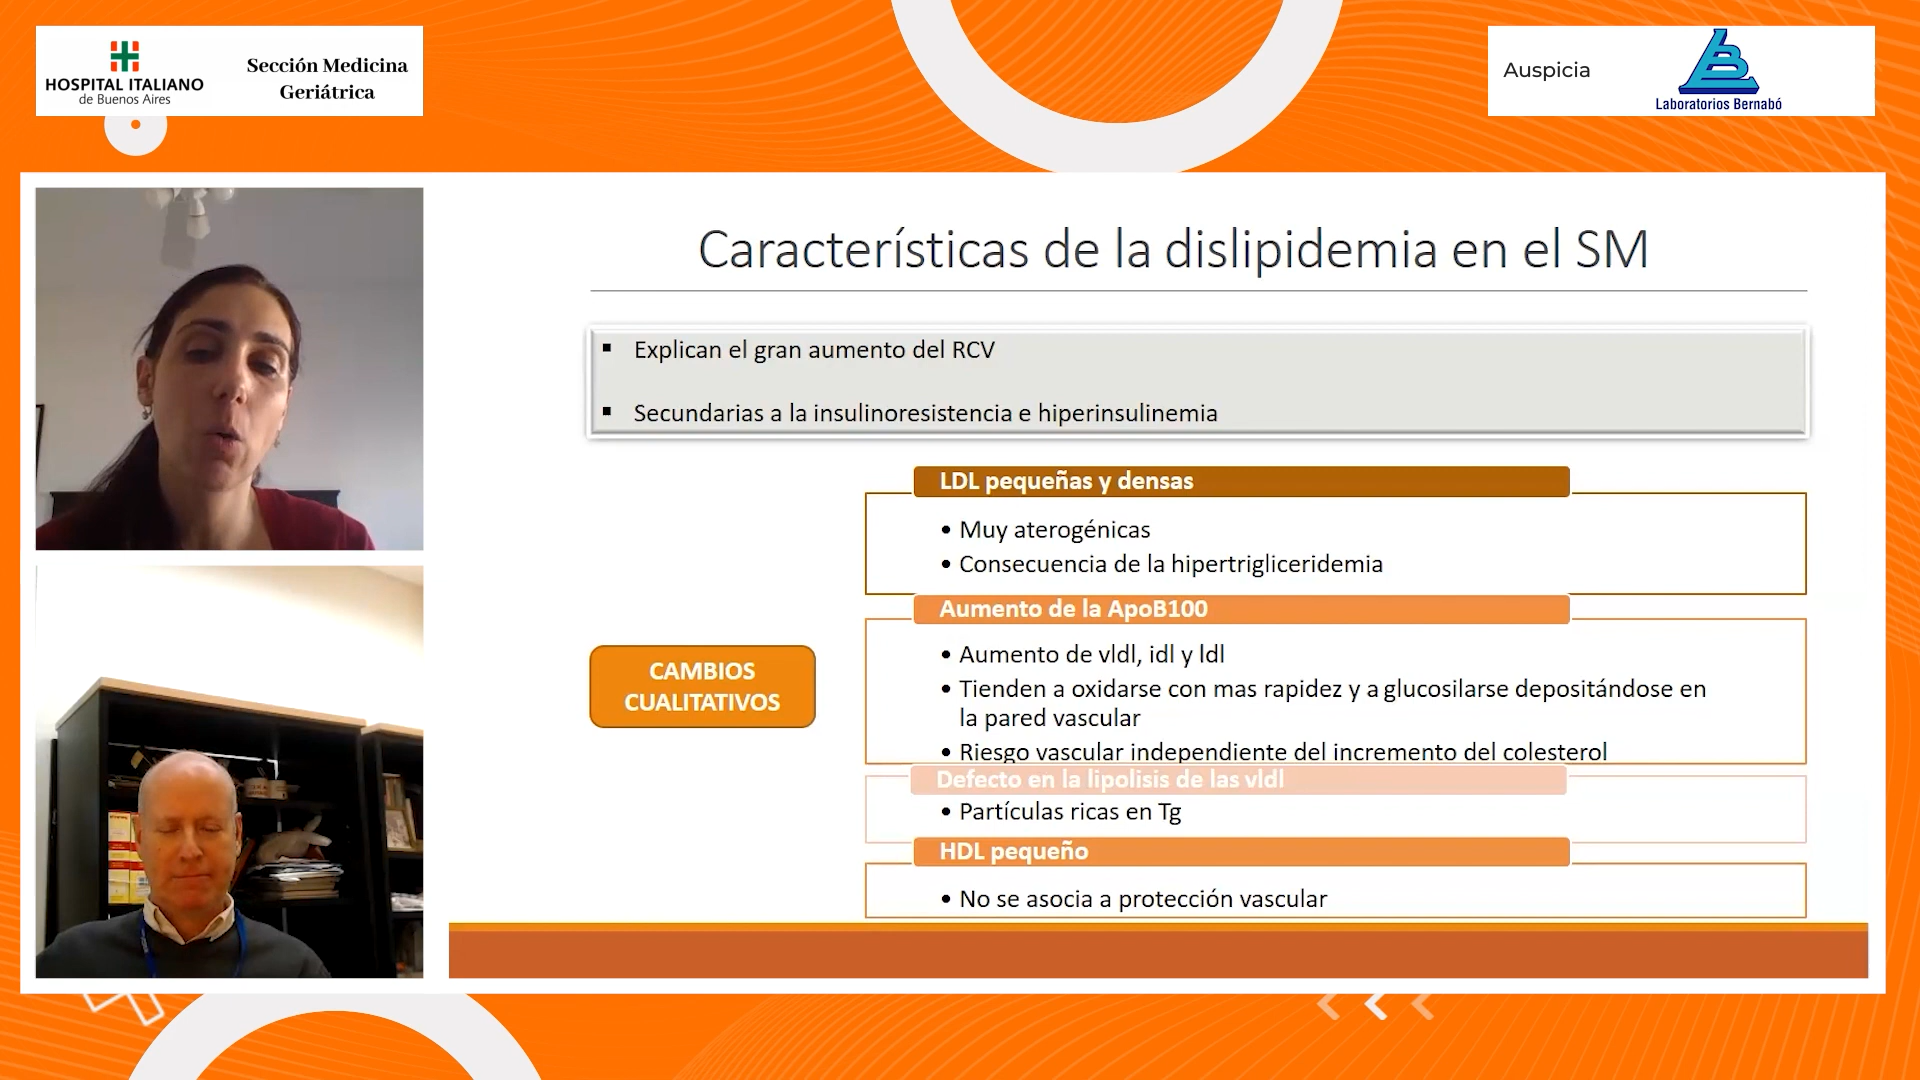 HOSPITAL ITALIANO
de Buenos Aires
Sección Medicina
Geriátrica
Auspicia
Laboratorios Bernabó
Características de la dislipidemia en el SM
▪ Explican el gran aumento del RCV
▪ Secundarias a la insulinoresistencia e hiperinsulinemia
CAMBIOS
CUALITATIVOS
LDL pequeñas y densas
• Muy aterogénicas
• Consecuencia de la hipertrigliceridemia
Aumento de la ApoB100
• Aumento de vldl, idl y ldl
• Tienden a oxidarse con mas rapidez y a glucosilarse depositándose en
la pared vascular
• Riesgo vascular independiente del incremento del colesterol
Defecto en la lipolisis de las vldl
• Partículas ricas en Tg
HDL pequeño
• No se asocia a protección vascular